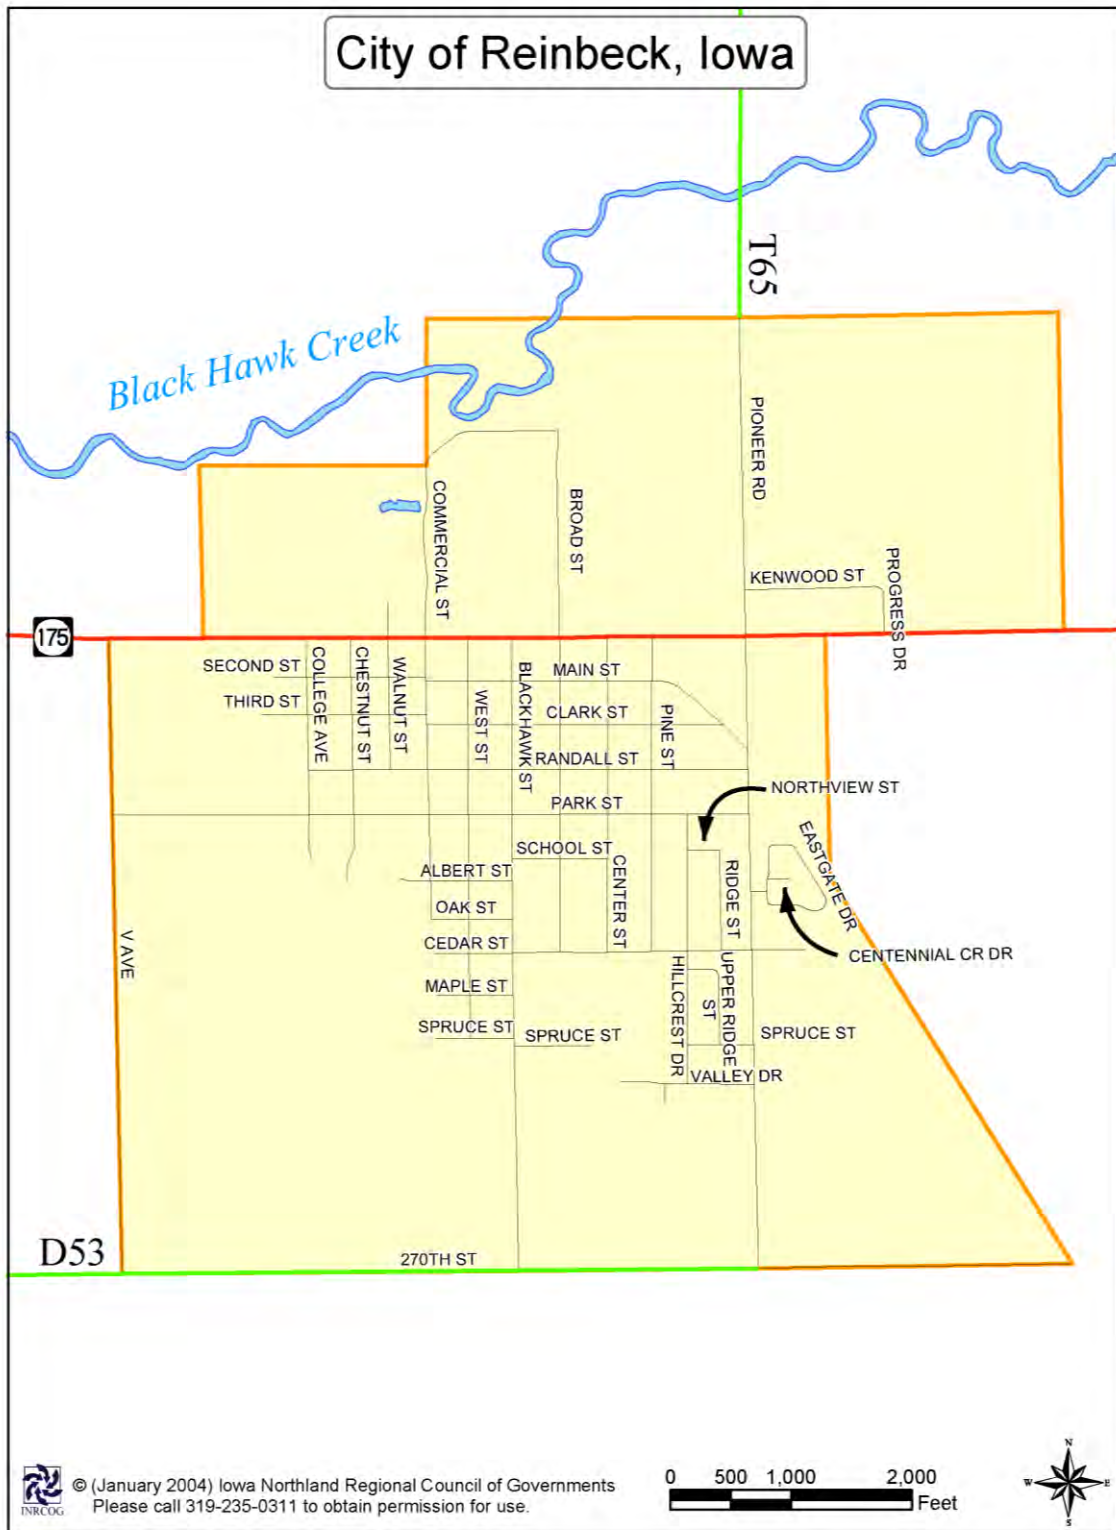 City of Reinbeck, Iowa
T65
Black Hawk Creek
PIONEER RD
COMMERCIAL ST
BROAD ST
KENWOOD ST
PROGRESS DR
175
SECOND ST
COLLEGE AVE
CHESTNUT ST
WALNUT ST
WEST ST
BLACKHAWK ST
MAIN ST
THIRD ST
CLARK ST
PINE ST
RANDALL ST
NORTHVIEW ST
PARK ST
EASTGATE DR
SCHOOL ST
CENTER ST
ALBERT ST
RIDGE ST
OAK ST
V AVE
CEDAR ST
CENTENNIAL CR DR
HILLCREST DR
UPPER RIDGE
ST
MAPLE ST
SPRUCE ST
SPRUCE ST
SPRUCE ST
VALLEY DR
D53
270TH ST
INRCOG
© (January 2004) Iowa Northland Regional Council of Governments
Please call 319-235-0311 to obtain permission for use.
0 500 1,000 2,000
Feet
N
W E
S